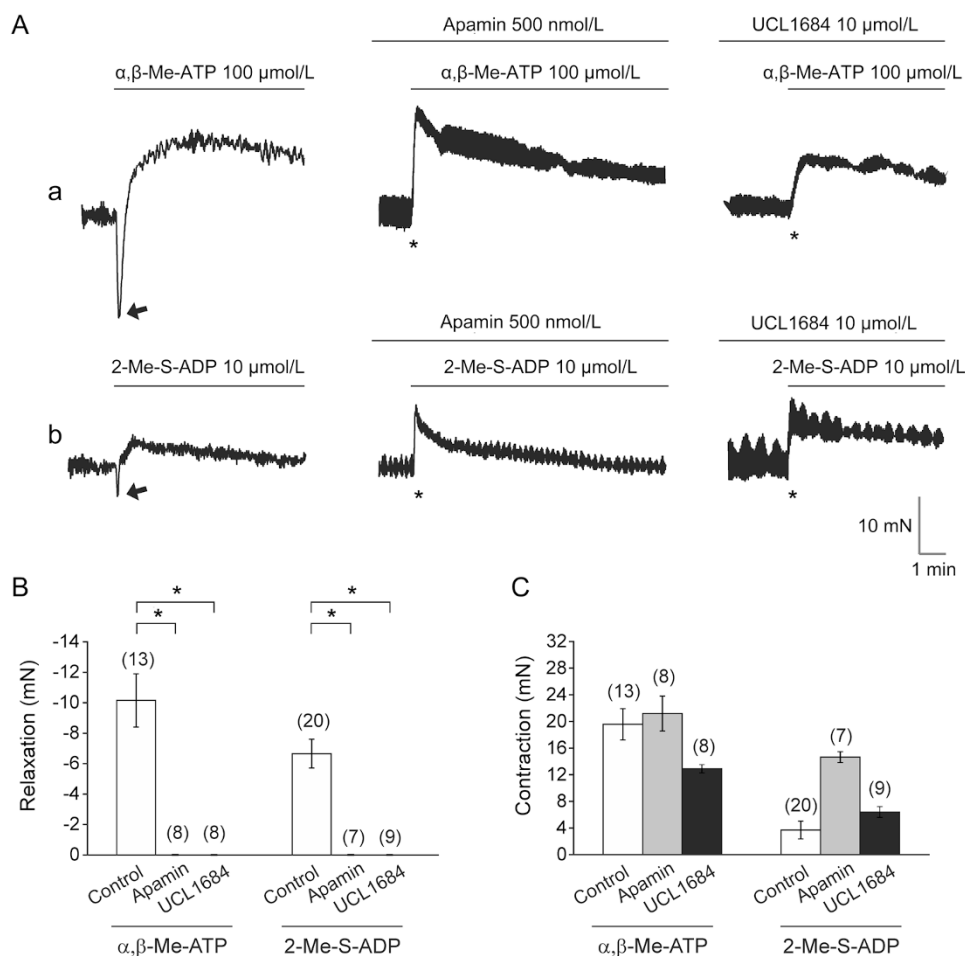 A
Apamin 500 nmol/L
UCL1684 10 µmol/L
α,β-Me-ATP 100 µmol/L
α,β-Me-ATP 100 µmol/L
α,β-Me-ATP 100 µmol/L
a
*
*
Apamin 500 nmol/L
UCL1684 10 µmol/L
2-Me-S-ADP 10 µmol/L
2-Me-S-ADP 10 µmol/L
2-Me-S-ADP 10 µmol/L
b
*
*
10 mN
1 min
B
*
*
*
*
Relaxation (mN)
-14
-12
-10
-8
-6
-4
-2
0
(13)
(8)
(8)
(20)
(7)
(9)
Control
Apamin
UCL1684
Control
Apamin
UCL1684
α,β-Me-ATP
2-Me-S-ADP
C
Contraction (mN)
32
28
24
20
16
12
8
4
0
(13)
(8)
(8)
(20)
(7)
(9)
Control
Apamin
UCL1684
Control
Apamin
UCL1684
α,β-Me-ATP
2-Me-S-ADP